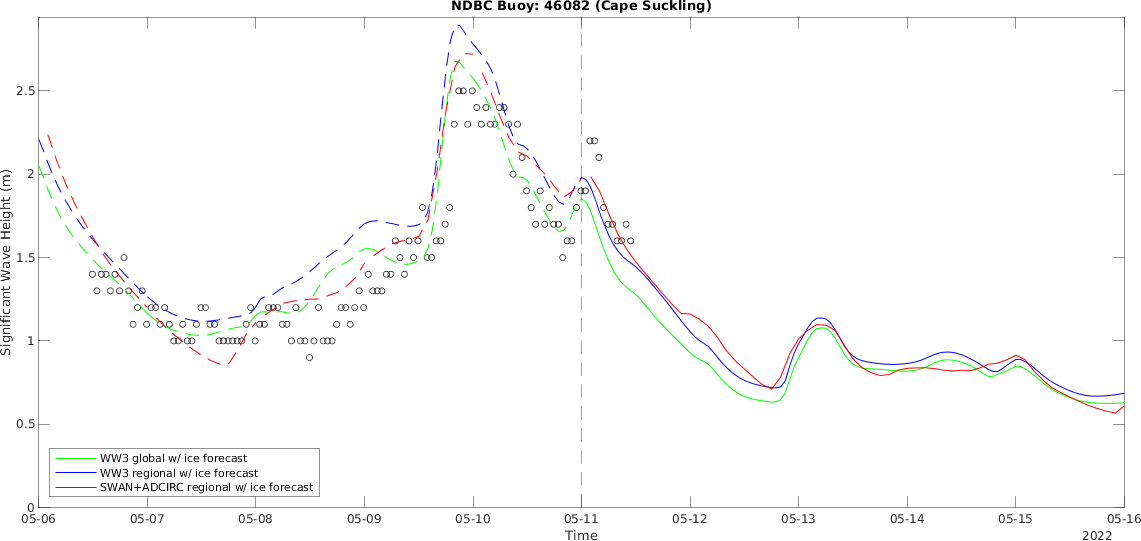 NDBC Buoy: 46082 (Cape Suckling)
Significant Wave Height (m)
2.5
2
1.5
1
0.5
0
WW3 global w/ ice forecast
WW3 regional w/ ice forecast
SWAN+ADCIRC regional w/ ice forecast
05-06 05-07 05-08 05-09 05-10 05-11 05-12 05-13 05-14 05-15 05-16
Time
2022